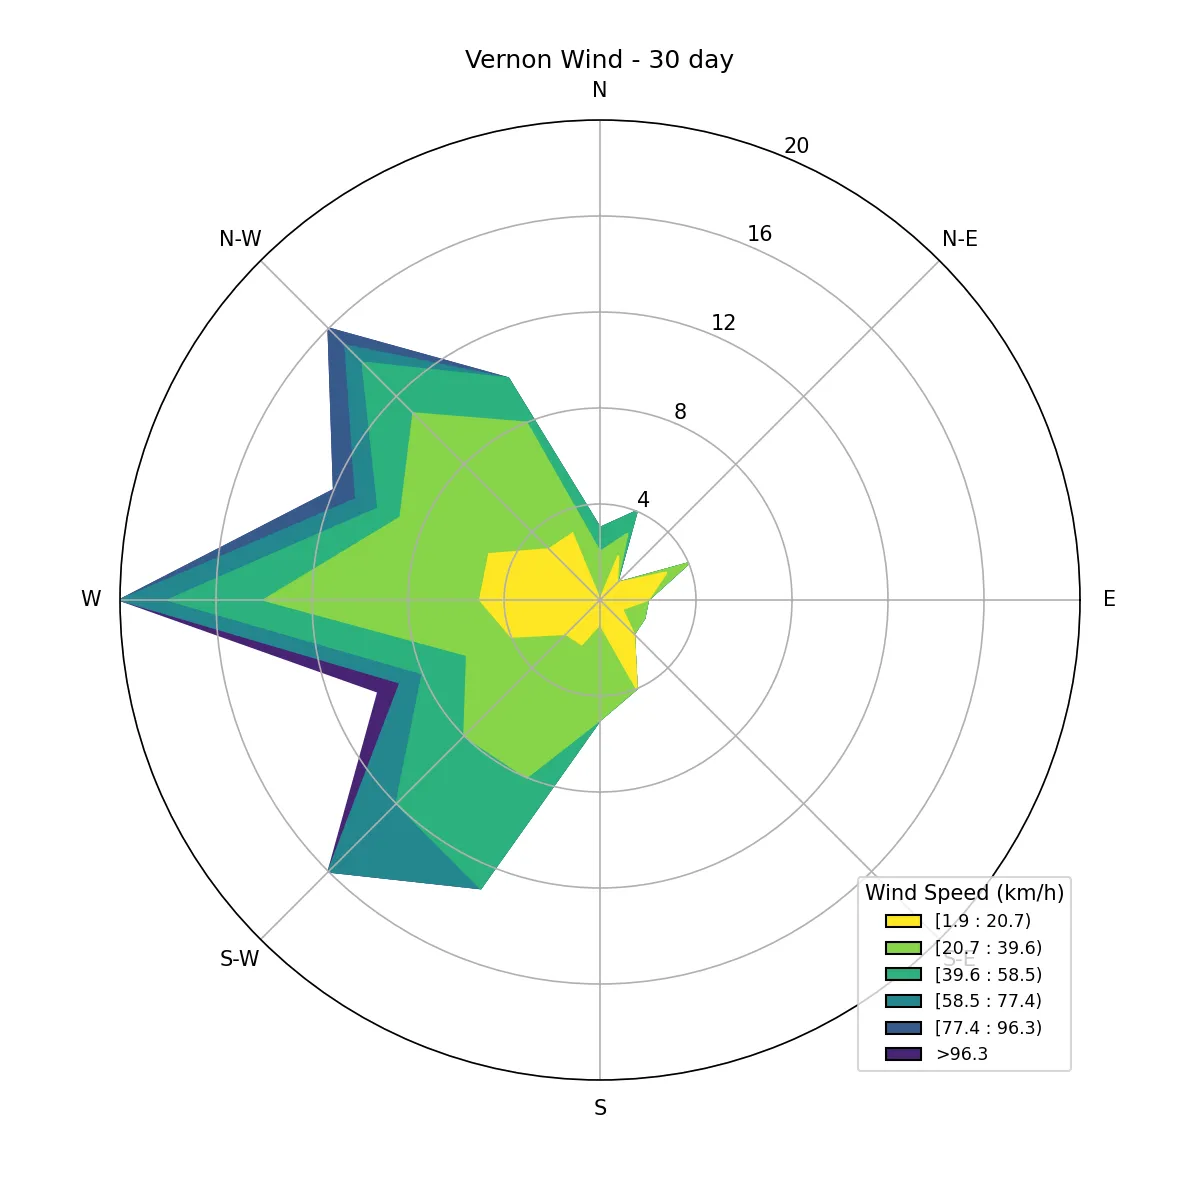 Vernon Wind - 30 day
N
20
N-W
N-E
16
12
8
4
W
E
S-W
S-E
S
Wind Speed (km/h)
[1.9 : 20.7)
[20.7 : 39.6)
[39.6 : 58.5)
[58.5 : 77.4)
[77.4 : 96.3)
>96.3